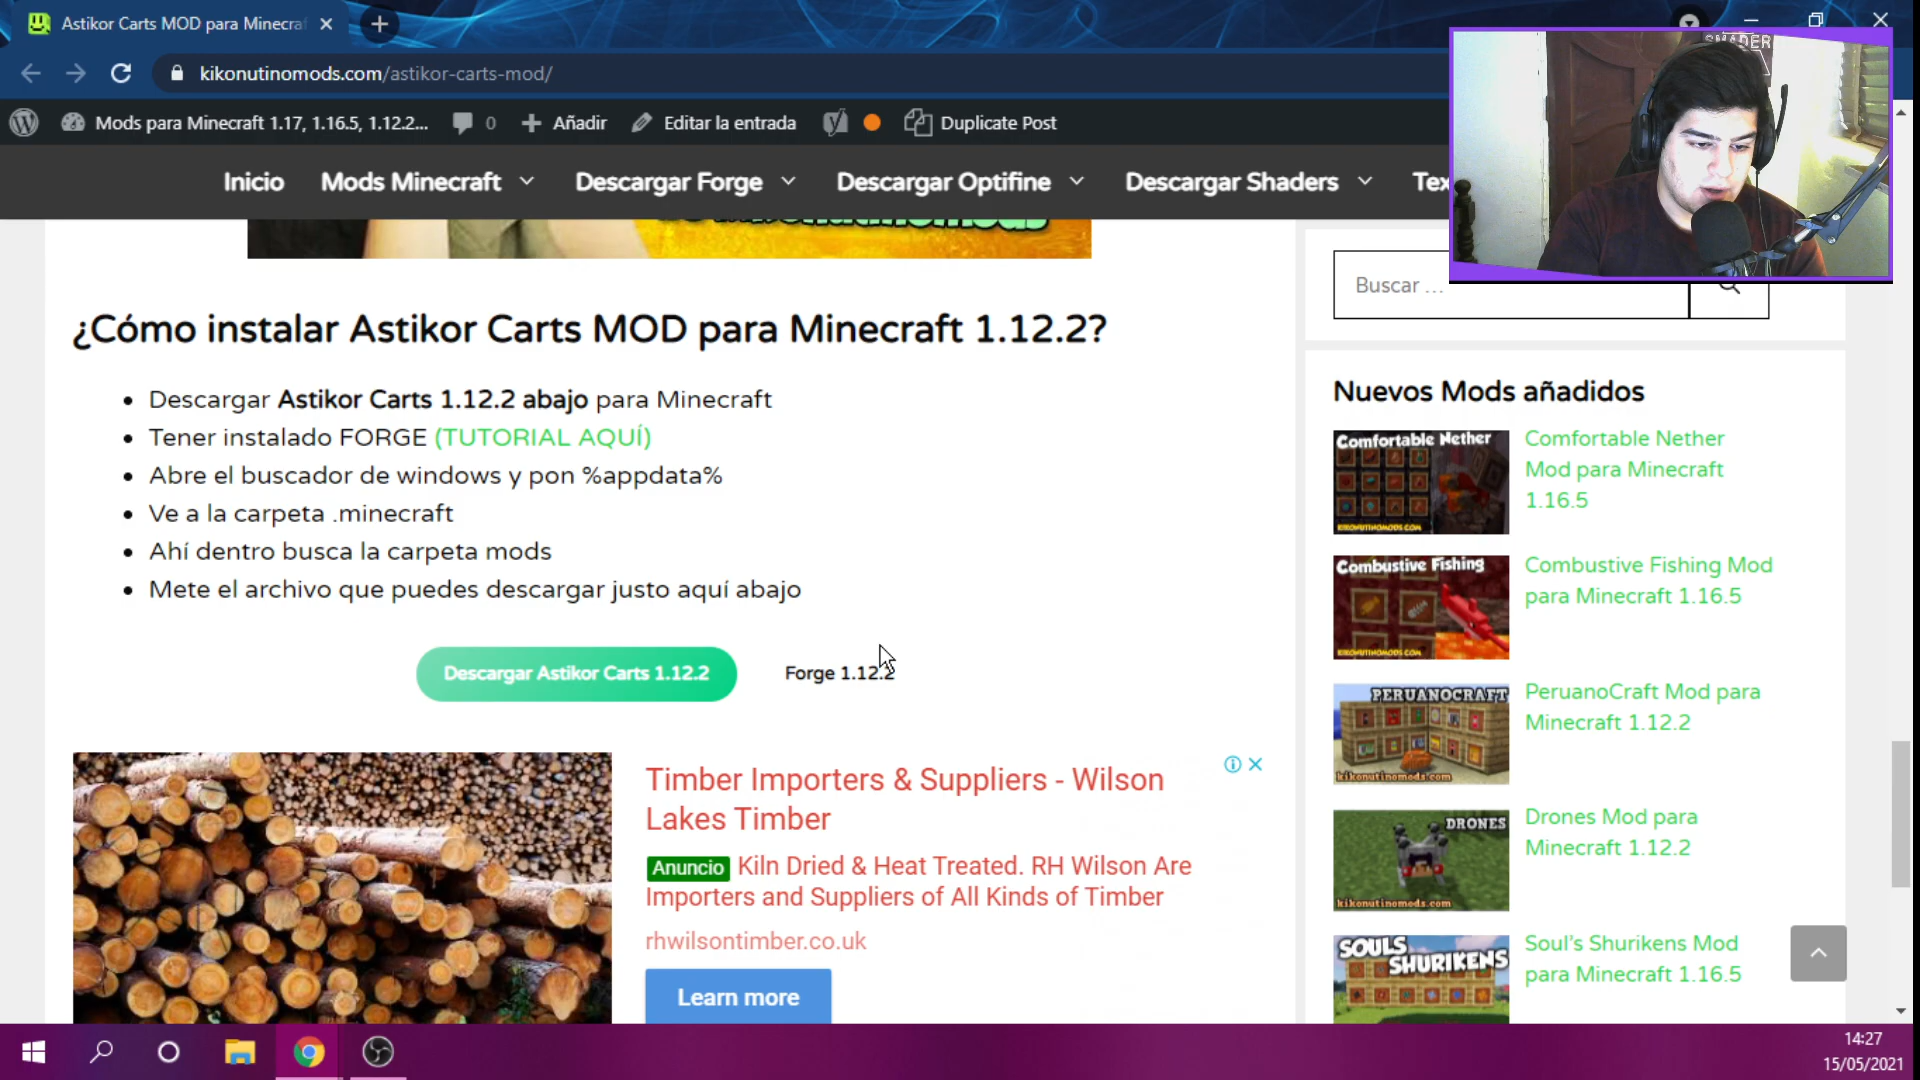 Astikor Carts MOD para Minecra
kikonutinomods.com/astikor-carts-mod/
Mods para Minecraft 1.17, 1.16.5, 1.12.2... 0 Añadir Editar la entrada Duplicate Post
Inicio Mods Minecraft Descargar Forge Descargar Optifine Descargar Shaders Tex
¿Cómo instalar Astikor Carts MOD para Minecraft 1.12.2?
• Descargar Astikor Carts 1.12.2 abajo para Minecraft
• Tener instalado FORGE (TUTORIAL AQUÍ)
• Abre el buscador de windows y pon %appdata%
• Ve a la carpeta .minecraft
• Ahí dentro busca la carpeta mods
• Mete el archivo que puedes descargar justo aquí abajo
Descargar Astikor Carts 1.12.2 Forge 1.12.2
Timber Importers & Suppliers - Wilson
Lakes Timber
Anuncio Kiln Dried & Heat Treated. RH Wilson Are
Importers and Suppliers of All Kinds of Timber
rhwilsontimber.co.uk
Learn more
Buscar ...
Nuevos Mods añadidos
Comfortable Nether
KIKONUTINOMODS.COM
Comfortable Nether
Mod para Minecraft
1.16.5
Combustive Fishing
KIKONUTINOMODS.COM
Combustive Fishing Mod
para Minecraft 1.16.5
PERUANOCRAFT
kikonutinomods.com
PeruanoCraft Mod para
Minecraft 1.12.2
DRONES
kikonutinomods.com
Drones Mod para
Minecraft 1.12.2
SOULS
SHURIKENS
Soul's Shurikens Mod
para Minecraft 1.16.5
14:27
15/05/2021